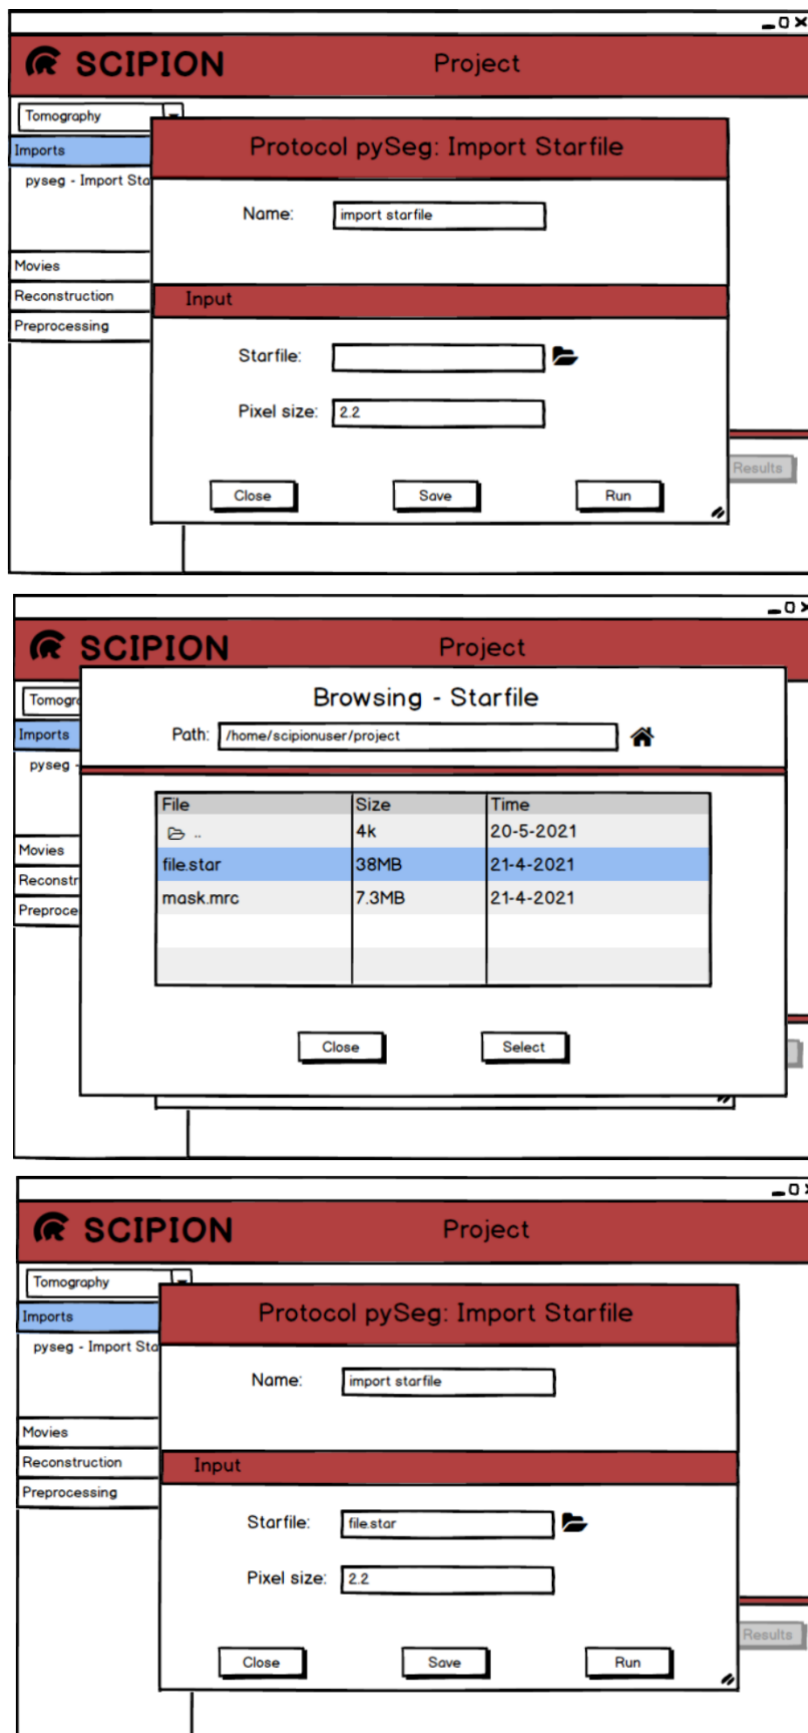 SCIPION Project
Tomography
Imports
pyseg - Import Sta
Movies
Reconstruction
Preprocessing
Protocol pySeg: Import Starfile
Name: import starfile
Input
Starfile:
Pixel size: 2.2
Close Save Run
Results
SCIPION Project
Tomogr
Imports
pyseg -
Movies
Reconstr
Preproce
Browsing - Starfile
Path: /home/scipionuser/project
File Size Time
.. 4k 20-5-2021
file.star 38MB 21-4-2021
mask.mrc 7.3MB 21-4-2021
Close Select
SCIPION Project
Tomography
Imports
pyseg - Import Sta
Movies
Reconstruction
Preprocessing
Protocol pySeg: Import Starfile
Name: import starfile
Input
Starfile: file.star
Pixel size: 2.2
Close Save Run
Results